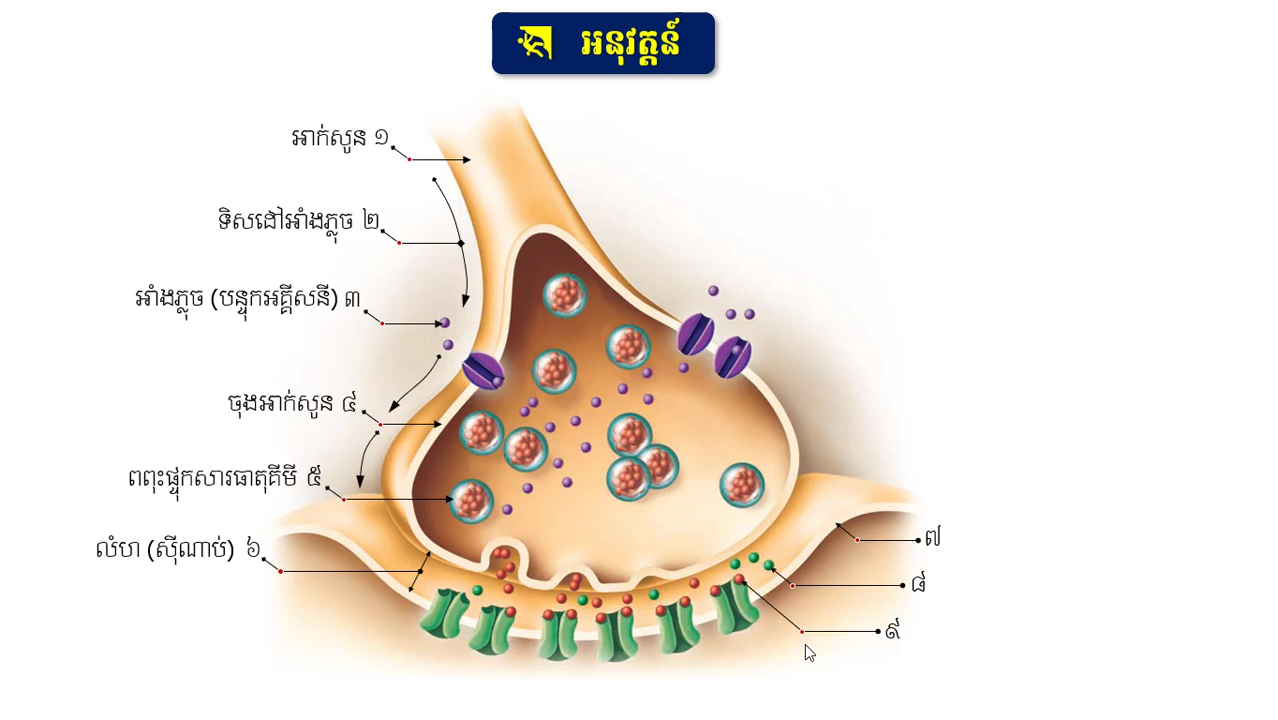 អនុវត្តន៍
អាក់សូន ១
ទិសដៅអាំងភ្លុច ២
អាំងភ្លុច (បន្ទុកអគ្គីសនី) ៣
ចុងអាក់សូន ៤
ពពុះផ្ទុកសារធាតុគីមី ៥
លំហ (ស៊ីណាប់) ៦
៧
៨
៩